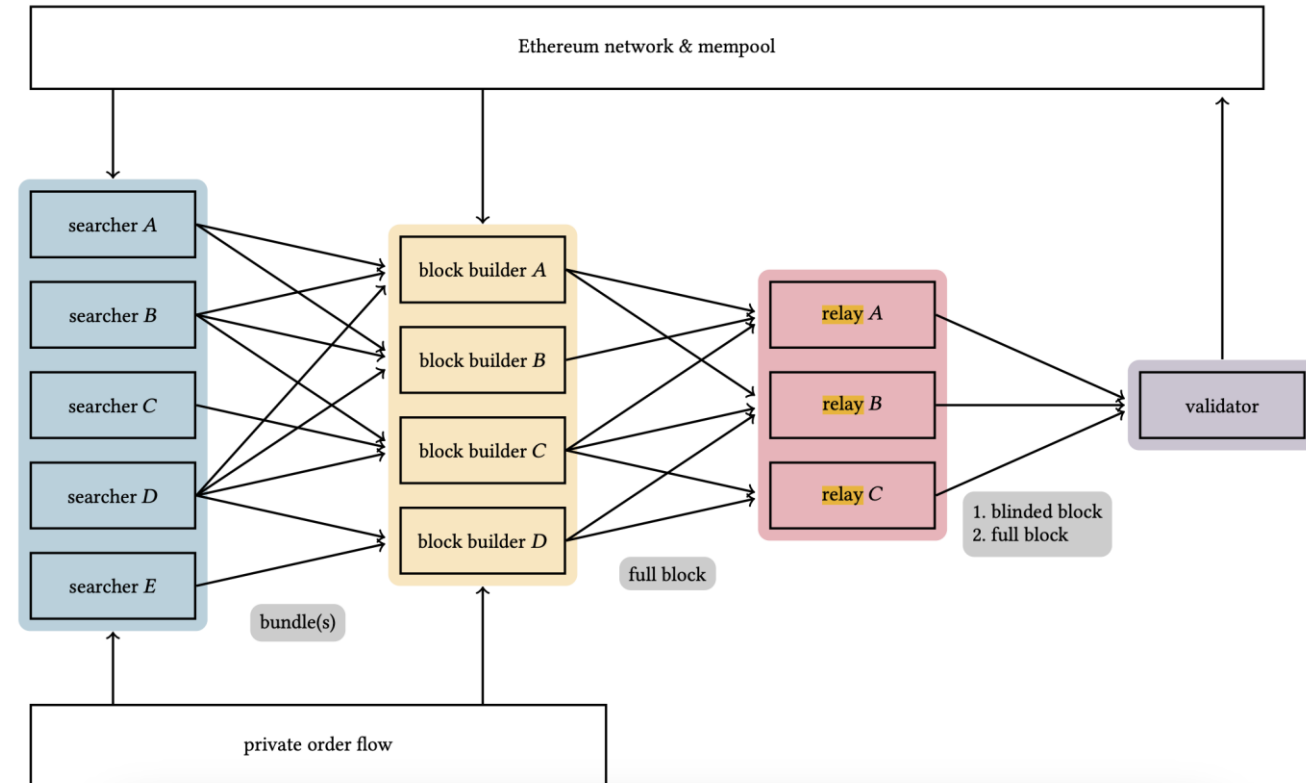 Ethereum network & mempool
searcher A
searcher B
searcher C
searcher D
searcher E
bundle(s)
block builder A
block builder B
block builder C
block builder D
full block
relay A
relay B
relay C
1. blinded block
2. full block
validator
private order flow